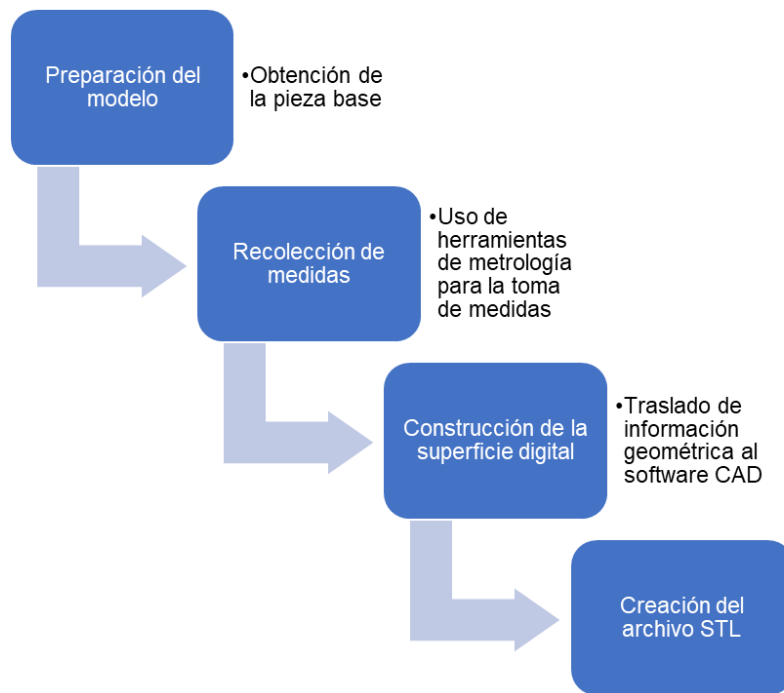 Preparación del
modelo
•Obtención de
la pieza base
Recolección de
medidas
•Uso de
herramientas
de metrología
para la toma
de medidas
Construcción de la
superficie digital
•Traslado de
información
geométrica al
software CAD
Creación del
archivo STL